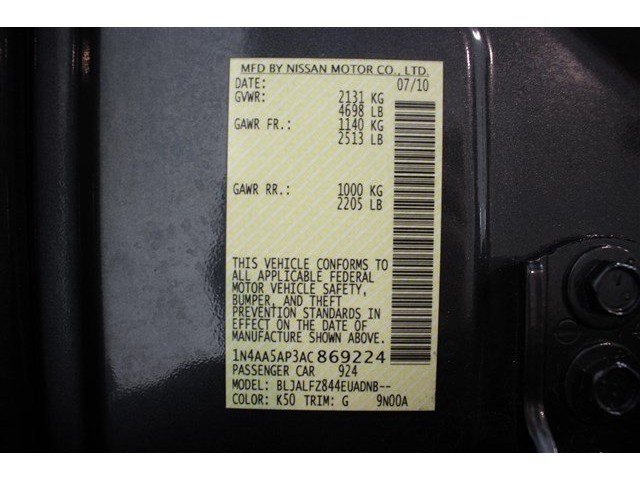 MFD BY NISSAN MOTOR CO., LTD.
DATE: 07/10
GVWR: 2131 KG
4698 LB
GAWR FR.: 1140 KG
2513 LB
GAWR RR.: 1000 KG
2205 LB
THIS VEHICLE CONFORMS TO
ALL APPLICABLE FEDERAL
MOTOR VEHICLE SAFETY,
BUMPER, AND THEFT
PREVENTION STANDARDS IN
EFFECT ON THE DATE OF
MANUFACTURE SHOWN ABOVE.
1N4AA5AP3AC869224
PASSENGER CAR 924
MODEL: BLJALFZ844EUADNB--
COLOR: K50 TRIM: G 9N00A